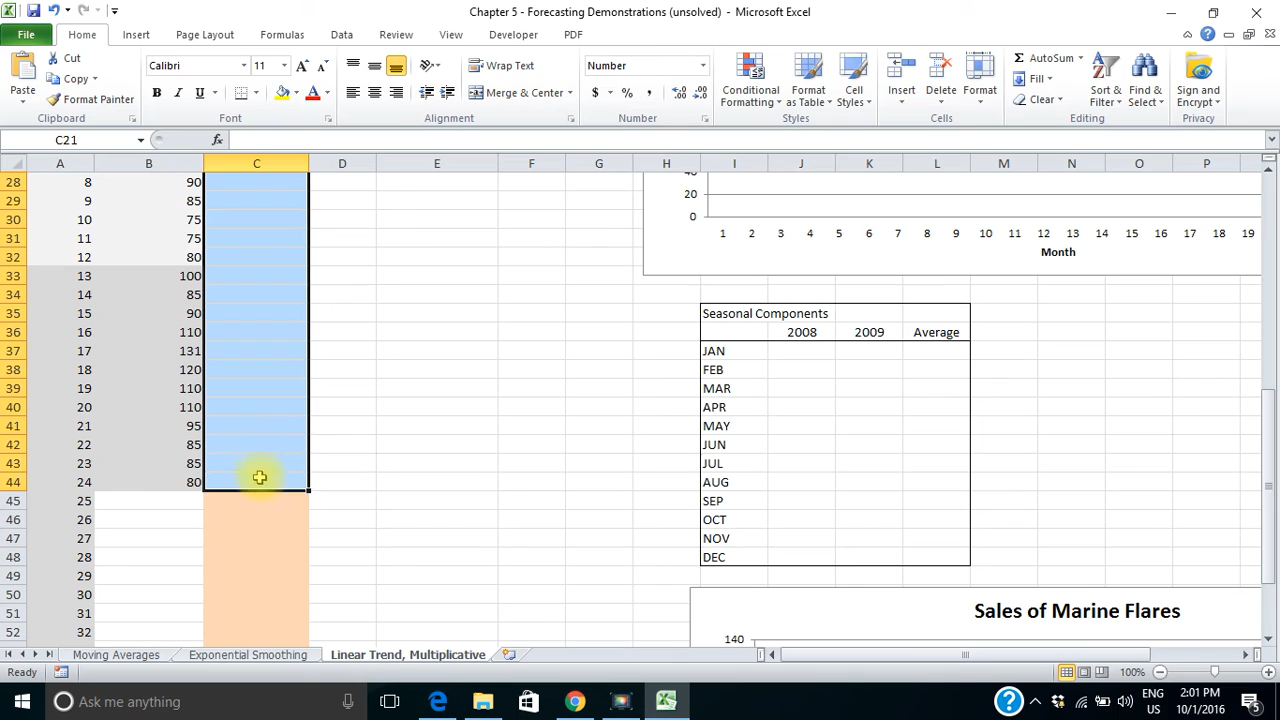 Chapter 5 - Forecasting Demonstrations (unsolved) - Microsoft Excel
File Home Insert Page Layout Formulas Data Review View Developer PDF
Paste Cut Copy Format Painter Clipboard
Calibri 11 A A B I U A Font
Wrap Text Merge & Center Alignment
Number $ % , .0 .00 .00 .0 Number
Conditional Formatting Format as Table Cell Styles Styles
Insert Delete Format Cells
Σ AutoSum Fill Clear Sort & Filter Find & Select Editing
Sign and Encrypt Privacy
C21 fx
A B C D E F G H I J K L M N O P
28 8 90 40
29 9 85 20
30 10 75 0
31 11 75 1 2 3 4 5 6 7 8 9 10 11 12 13 14 15 16 17 18 19
32 12 80 Month
33 13 100
34 14 85
35 15 90 Seasonal Components
36 16 110 2008 2009 Average
37 17 131 JAN
38 18 120 FEB
39 19 110 MAR
40 20 110 APR
41 21 95 MAY
42 22 85 JUN
43 23 85 JUL
44 24 80 AUG
45 25 SEP
46 26 OCT
47 27 NOV
48 28 DEC
49 29
50 30 Sales of Marine Flares
51 31
52 32 140
Moving Averages Exponential Smoothing Linear Trend, Multiplicative
Ready 100%
Ask me anything
ENG US
2:01 PM
10/1/2016